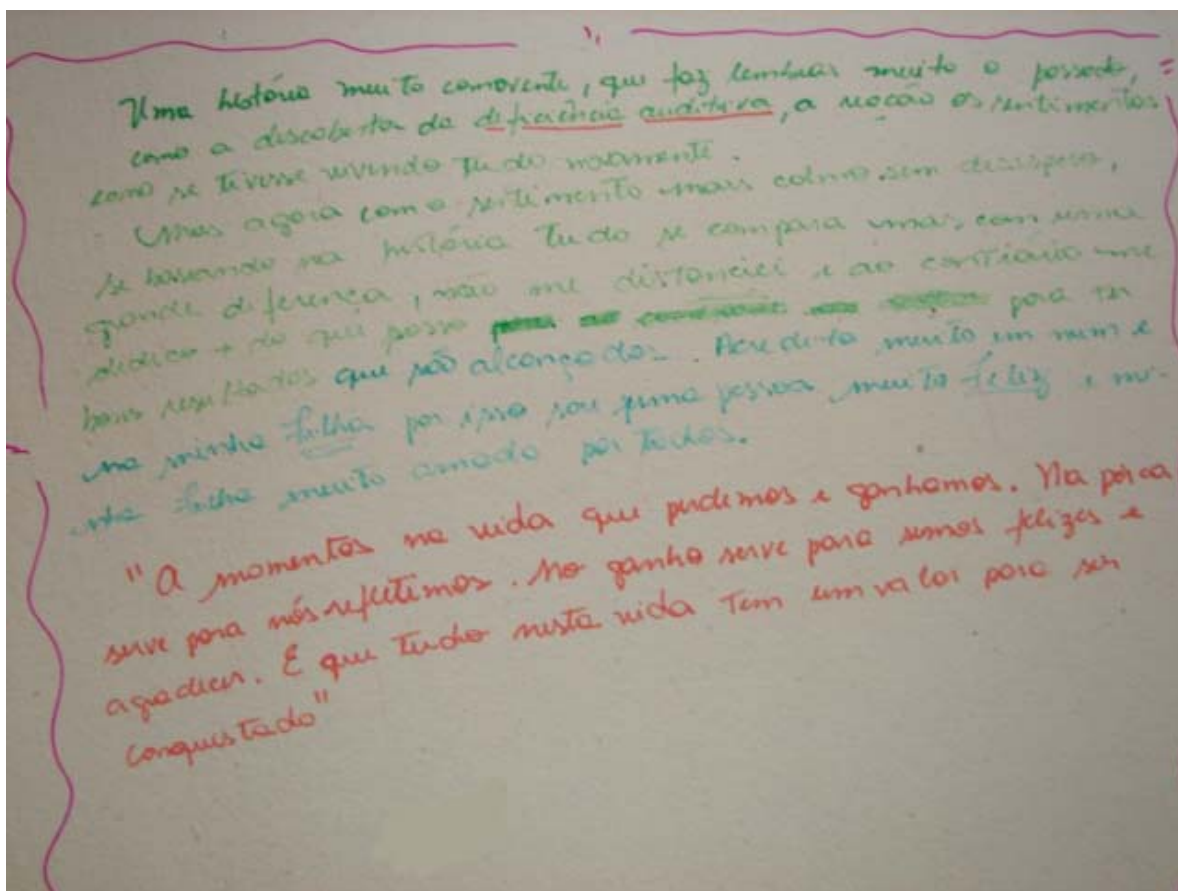 Uma história muito comovente, que faz lembrar muito o passado,
como a descoberta da deficiência auditiva, a reação os sentimentos
como se tivesse vivendo tudo novamente.
Mas agora com o sentimento mais calmo sem desespero,
se baseando na história tudo se compara mas com uma
grande diferença, não me distanciei e ao contrário me
dedico + do que posso para ter
bons resultados que são alcançados. Acredito muito em mim e
na minha filha por isso sou uma pessoa muito feliz e mi-
nha filha muito amada por todos.
"A momentos na vida que perdemos e ganhamos. Na perca
serve para nós refletimos. No ganho serve para sermos felizes e
agradecer. E que tudo nesta vida tem um valor para ser
conquistado"